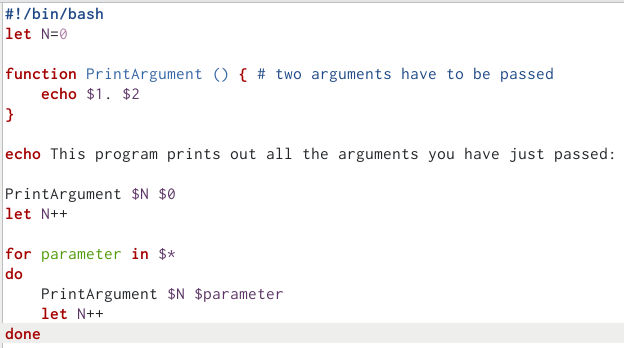 #!/bin/bash
let N=0
function PrintArgument () { # two arguments have to be passed
    echo $1. $2
}
echo This program prints out all the arguments you have just passed:
PrintArgument $N $0
let N++
for parameter in $*
do
    PrintArgument $N $parameter
    let N++
done